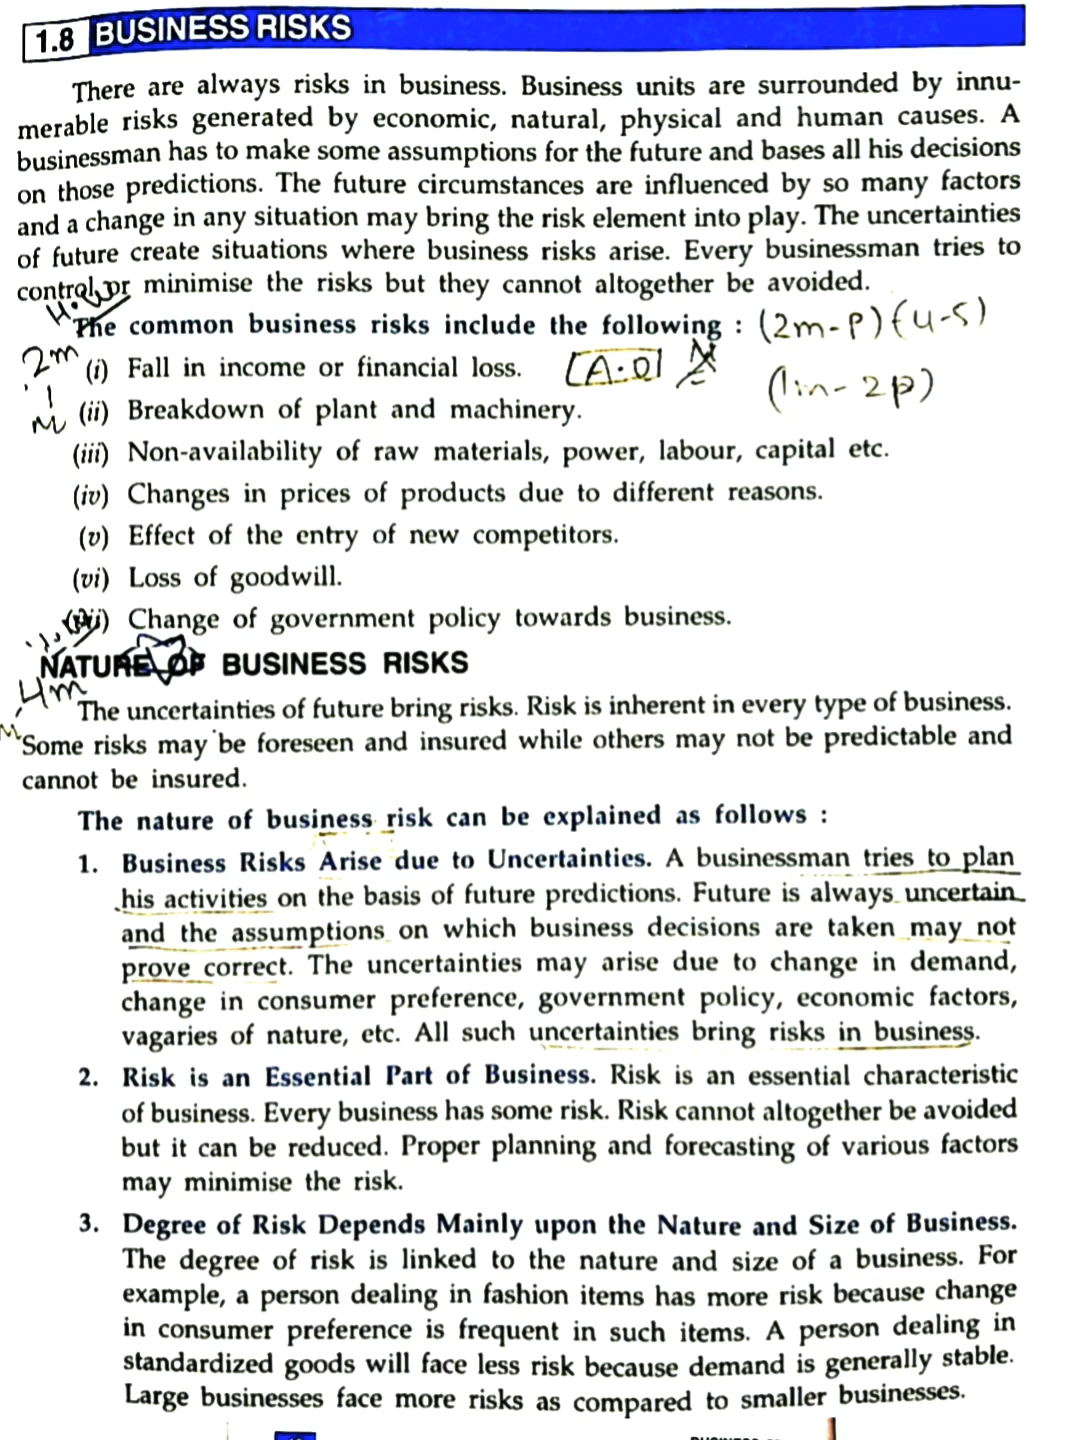 1.8 BUSINESS RISKS
There are always risks in business. Business units are surrounded by innu-
merable risks generated by economic, natural, physical and human causes. A
businessman has to make some assumptions for the future and bases all his decisions
on those predictions. The future circumstances are influenced by so many factors
and a change in any situation may bring the risk element into play. The uncertainties
of future create situations where business risks arise. Every businessman tries to
control or minimise the risks but they cannot altogether be avoided.
The common business risks include the following : (2m-P) (4-5)
2m (i) Fall in income or financial loss. [A.Q]
(1m-2p)
(ii) Breakdown of plant and machinery.
(iii) Non-availability of raw materials, power, labour, capital etc.
(iv) Changes in prices of products due to different reasons.
(v) Effect of the entry of new competitors.
(vi) Loss of goodwill.
(vii) Change of government policy towards business.
NATURE OF BUSINESS RISKS
4m
The uncertainties of future bring risks. Risk is inherent in every type of business.
Some risks may be foreseen and insured while others may not be predictable and
cannot be insured.
The nature of business risk can be explained as follows :
1. Business Risks Arise due to Uncertainties. A businessman tries to plan
his activities on the basis of future predictions. Future is always uncertain
and the assumptions on which business decisions are taken may not
prove correct. The uncertainties may arise due to change in demand,
change in consumer preference, government policy, economic factors,
vagaries of nature, etc. All such uncertainties bring risks in business.
2. Risk is an Essential Part of Business. Risk is an essential characteristic
of business. Every business has some risk. Risk cannot altogether be avoided
but it can be reduced. Proper planning and forecasting of various factors
may minimise the risk.
3. Degree of Risk Depends Mainly upon the Nature and Size of Business.
The degree of risk is linked to the nature and size of a business. For
example, a person dealing in fashion items has more risk because change
in consumer preference is frequent in such items. A person dealing in
standardized goods will face less risk because demand is generally stable.
Large businesses face more risks as compared to smaller businesses.